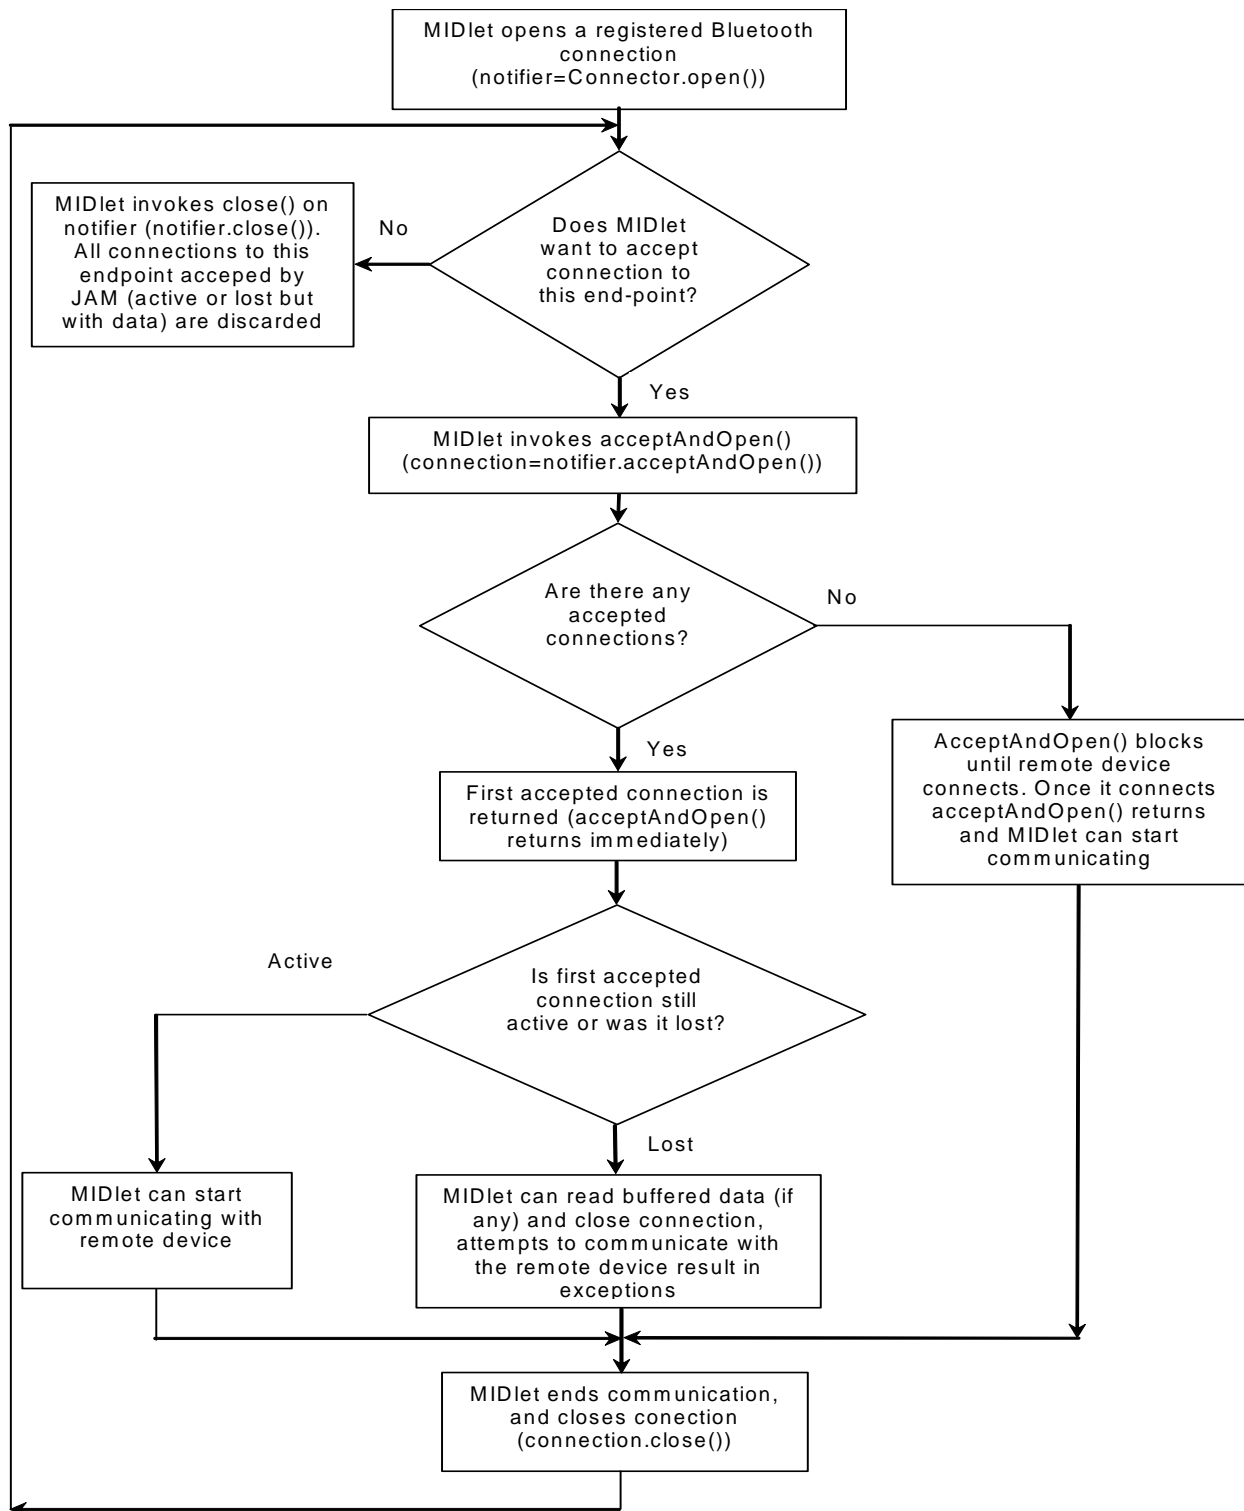 MIDlet opens a registered Bluetooth
connection
(notifier=Connector.open())
MIDlet invokes close() on
notifier (notifier.close()).
All connections to this
endpoint acceped by
JAM (active or lost but
with data) are discarded
No
Does MIDlet
want to accept
connection to
this end-point?
Yes
MIDlet invokes acceptAndOpen()
(connection=notifier.acceptAndOpen())
Are there any
accepted
connections?
No
Yes
AcceptAndOpen() blocks
until remote device
connects. Once it connects
acceptAndOpen() returns
and MIDlet can start
communicating
First accepted connection is
returned (acceptAndOpen()
returns immediately)
Active
Is first accepted
connection still
active or was it lost?
Lost
MIDlet can start
communicating with
remote device
MIDlet can read buffered data (if
any) and close connection,
attempts to communicate with
the remote device result in
exceptions
MIDlet ends communication,
and closes conection
(connection.close())